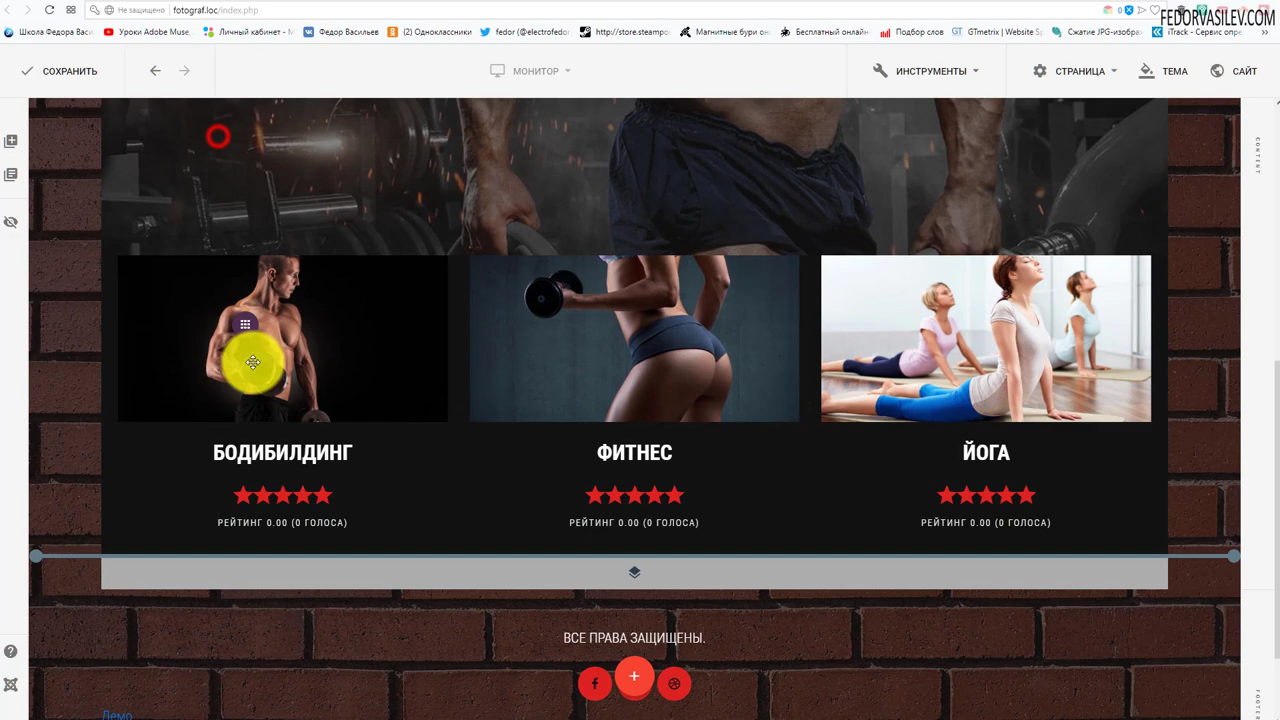 Не защищено fotograf.loc/index.php
0
FEDORVASILEV.COM
Школа Федора Васи Уроки Adobe Muse, Личный кабинет - М Федор Васильев (2) Одноклассники fedor (@electrofedor http://store.steampo Магнитные бури он Бесплатный онлайн Подбор слов GTmetrix | Website Sp Сжатие JPG-изображ iTrack - Сервис опре
СОХРАНИТЬ
МОНИТОР
ИНСТРУМЕНТЫ
СТРАНИЦА
ТЕМА
САЙТ
CONTENT
БОДИБИЛДИНГ
ФИТНЕС
ЙОГА
РЕЙТИНГ 0.00 (0 ГОЛОСА)
РЕЙТИНГ 0.00 (0 ГОЛОСА)
РЕЙТИНГ 0.00 (0 ГОЛОСА)
ВСЕ ПРАВА ЗАЩИЩЕНЫ.
Демо